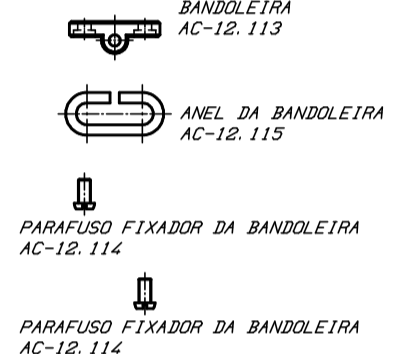 BANDOLEIRA
AC-12.113
ANEL DA BANDOLEIRA
AC-12.115
PARAFUSO FIXADOR DA BANDOLEIRA
AC-12.114
PARAFUSO FIXADOR DA BANDOLEIRA
AC-12.114